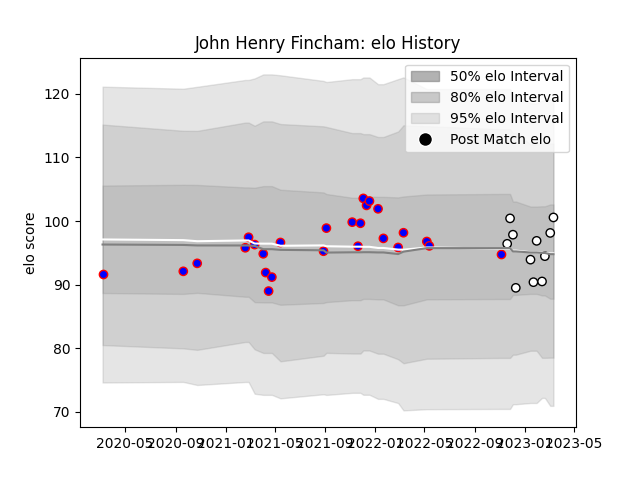 John Henry Fincham: elo History
50% elo Interval
80% elo Interval
95% elo Interval
Post Match elo
elo score
120
110
100
90
80
70
2020-05 2020-09 2021-01 2021-05 2021-09 2022-01 2022-05 2022-09 2023-01 2023-05